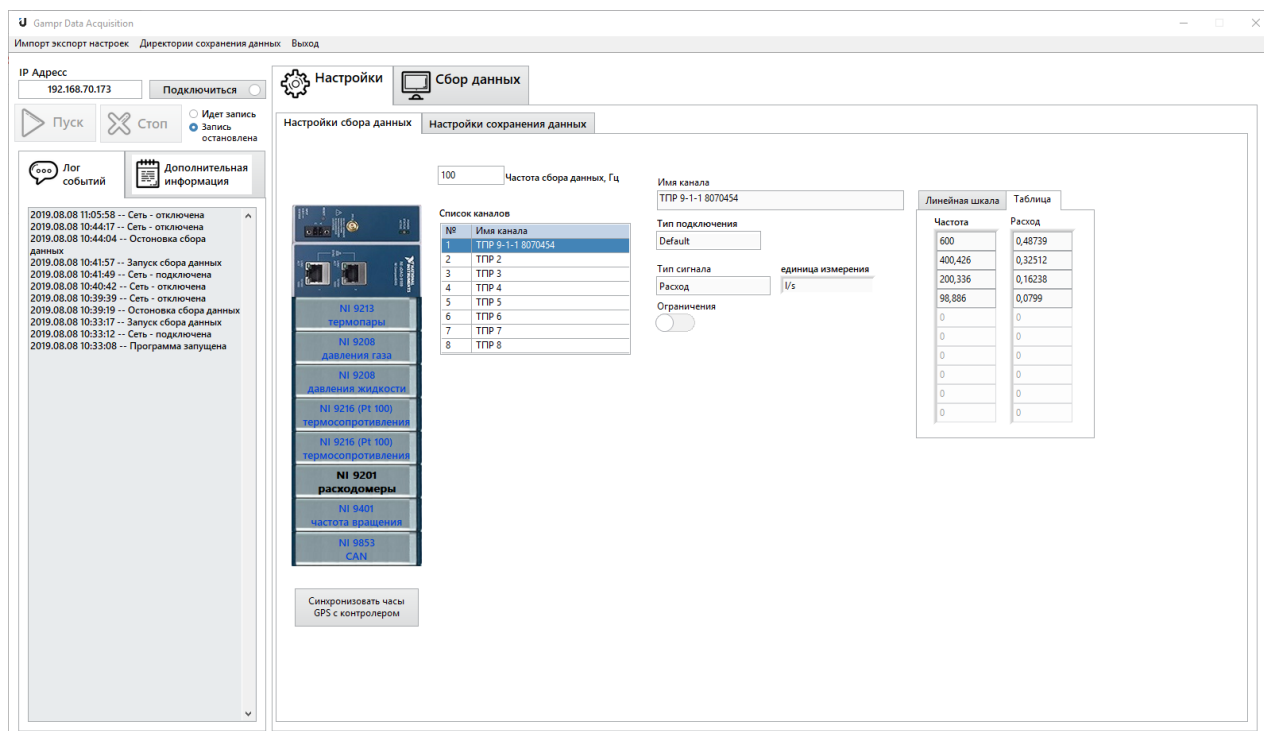 Gampr Data Acquisition
Импорт экспорт настроек Директории сохранения данных Выход
IP Адресс
192.168.70.173
Подключиться
Пуск
Стоп
Идет запись
Запись
остановлена
Лог
событий
Дополнительная
информация
2019.08.08 11:05:58 -- Сеть - отключена
2019.08.08 10:44:17 -- Сеть - отключена
2019.08.08 10:44:04 -- Остоновка сбора
данных
2019.08.08 10:41:57 -- Запуск сбора данных
2019.08.08 10:41:49 -- Сеть - подключена
2019.08.08 10:40:42 -- Сеть - отключена
2019.08.08 10:39:39 -- Сеть - отключена
2019.08.08 10:39:19 -- Остоновка сбора данных
2019.08.08 10:33:17 -- Запуск сбора данных
2019.08.08 10:33:12 -- Сеть - подключена
2019.08.08 10:33:08 -- Программа запущена
Настройки
Сбор данных
Настройки сбора данных
Настройки сохранения данных
NI 9213
термопары
NI 9208
давления газа
NI 9208
давления жидкости
NI 9216 (Pt 100)
термосопротивления
NI 9216 (Pt 100)
термосопротивления
NI 9201
расходомеры
NI 9401
частота вращения
NI 9853
CAN
Синхронизовать часы
GPS с контролером
100 Частота сбора данных, Гц
Список каналов
№ Имя канала
1 ТПР 9-1-1 8070454
2 ТПР 2
3 ТПР 3
4 ТПР 4
5 ТПР 5
6 ТПР 6
7 ТПР 7
8 ТПР 8
Имя канала
ТПР 9-1-1 8070454
Тип подключения
Default
Тип сигнала единица измерения
Расход l/s
Ограничения
Линейная шкала Таблица
Частота Расход
600 0,48739
400,426 0,32512
200,336 0,16238
98,886 0,0799
0 0
0 0
0 0
0 0
0 0
0 0